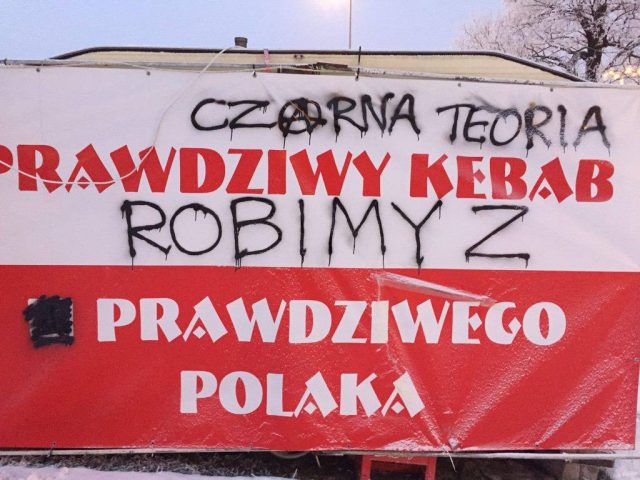 CZARNA TEORIA
PRAWDZIWY KEBAB
ROBIMY Z
PRAWDZIWEGO
POLAKA